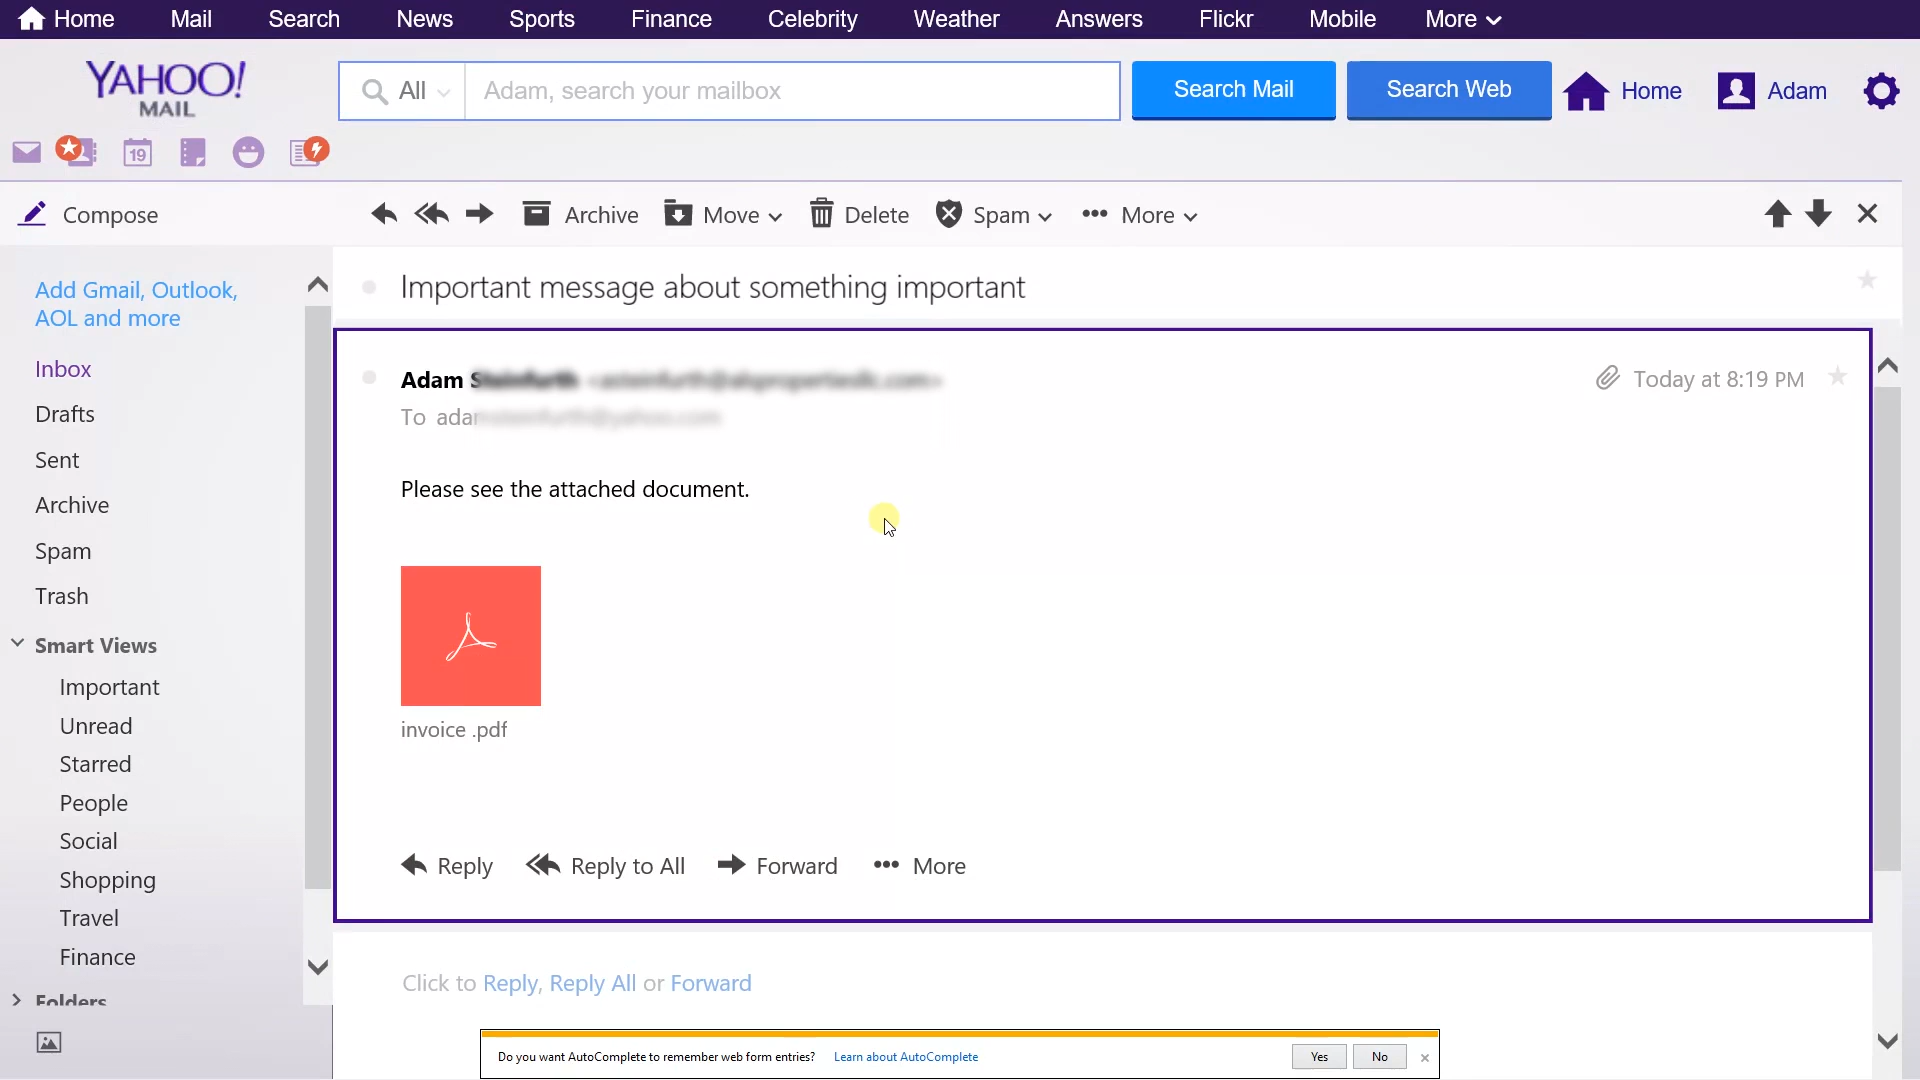 Home Mail Search News Sports Finance Celebrity Weather Answers Flickr Mobile More
YAHOO!
MAIL
All Adam, search your mailbox Search Mail Search Web Home Adam
19
Compose Archive Move Delete Spam More
Add Gmail, Outlook,
AOL and more
Inbox
Drafts
Sent
Archive
Spam
Trash
Smart Views
Important
Unread
Starred
People
Social
Shopping
Travel
Finance
Folders
Important message about something important
Adam Today at 8:19 PM
To
Please see the attached document.
invoice .pdf
Reply Reply to All Forward More
Click to Reply, Reply All or Forward
Do you want AutoComplete to remember web form entries? Learn about AutoComplete Yes No